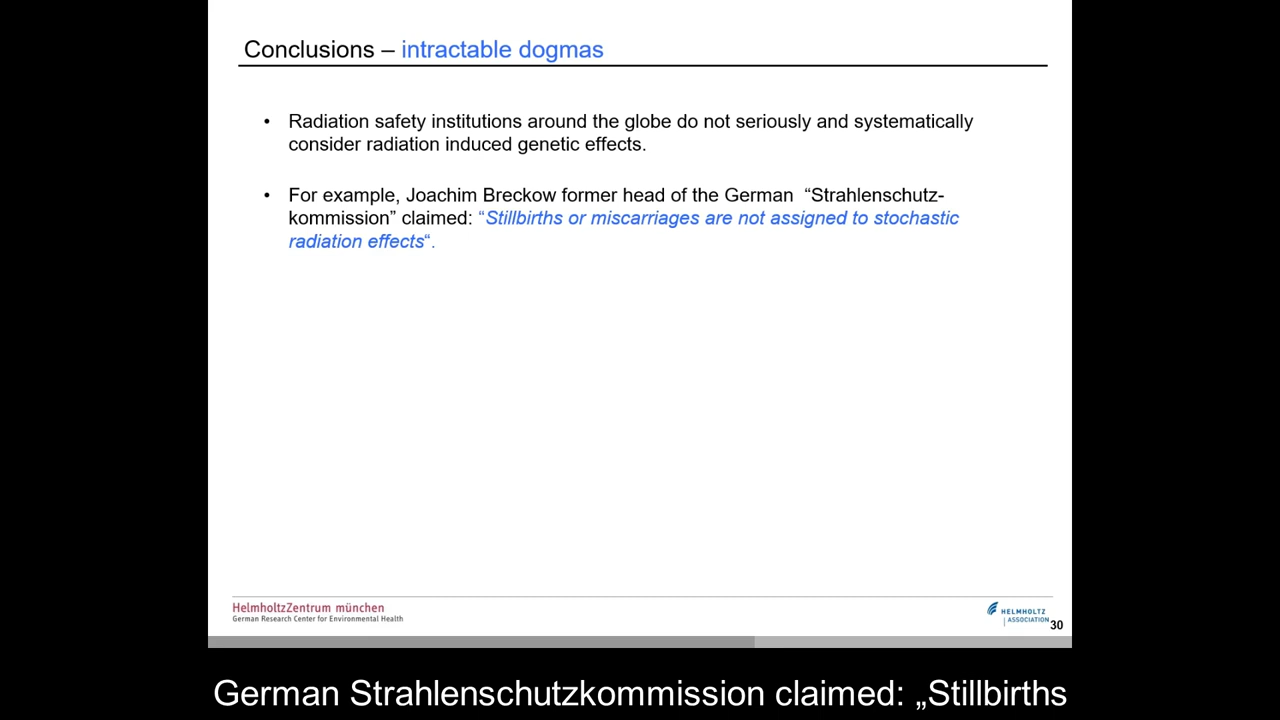 Conclusions – intractable dogmas
• Radiation safety institutions around the globe do not seriously and systematically
consider radiation induced genetic effects.
• For example, Joachim Breckow former head of the German “Strahlenschutz-
kommission” claimed: “Stillbirths or miscarriages are not assigned to stochastic
radiation effects“.
HelmholtzZentrum münchen
German Research Center for Environmental Health
HELMHOLTZ
ASSOCIATION
30
German Strahlenschutzkommission claimed: „Stillbirths